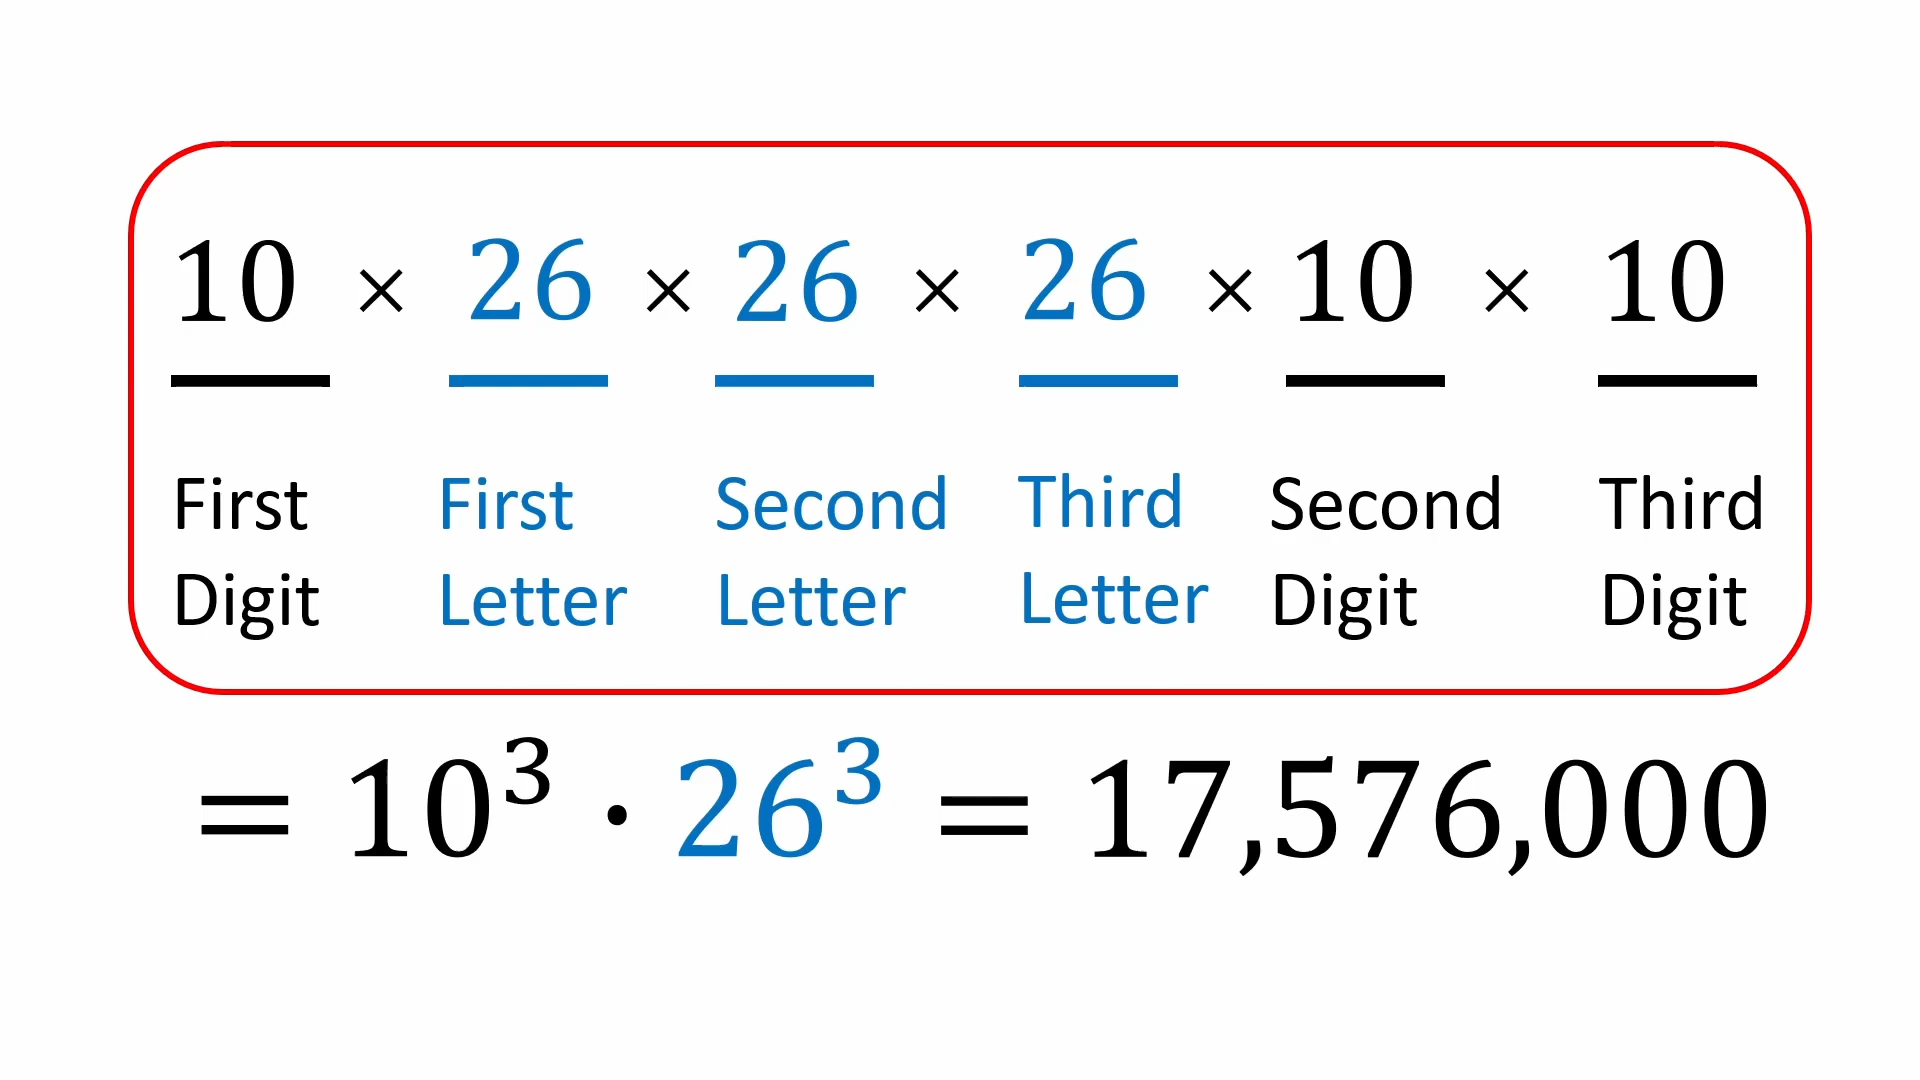 10 × 26 × 26 × 26 × 10 × 10
First First Second Third Second Third
Digit Letter Letter Letter Digit Digit
= 10³ · 26³ = 17,576,000